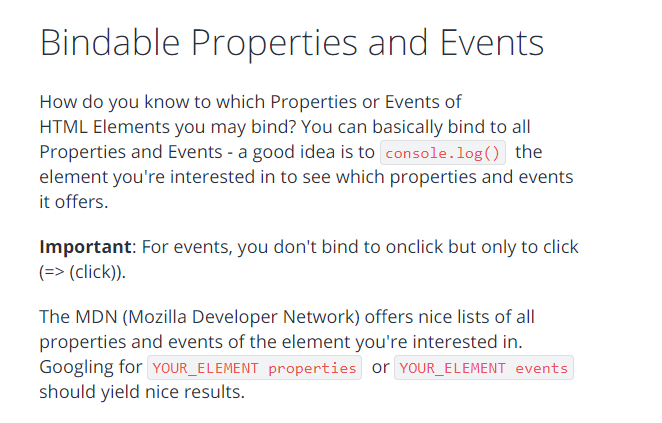 Bindable Properties and Events
How do you know to which Properties or Events of
HTML Elements you may bind? You can basically bind to all
Properties and Events - a good idea is to console.log() the
element you're interested in to see which properties and events
it offers.
Important: For events, you don't bind to onclick but only to click
(=> (click)).
The MDN (Mozilla Developer Network) offers nice lists of all
properties and events of the element you're interested in.
Googling for YOUR_ELEMENT properties or YOUR_ELEMENT events
should yield nice results.